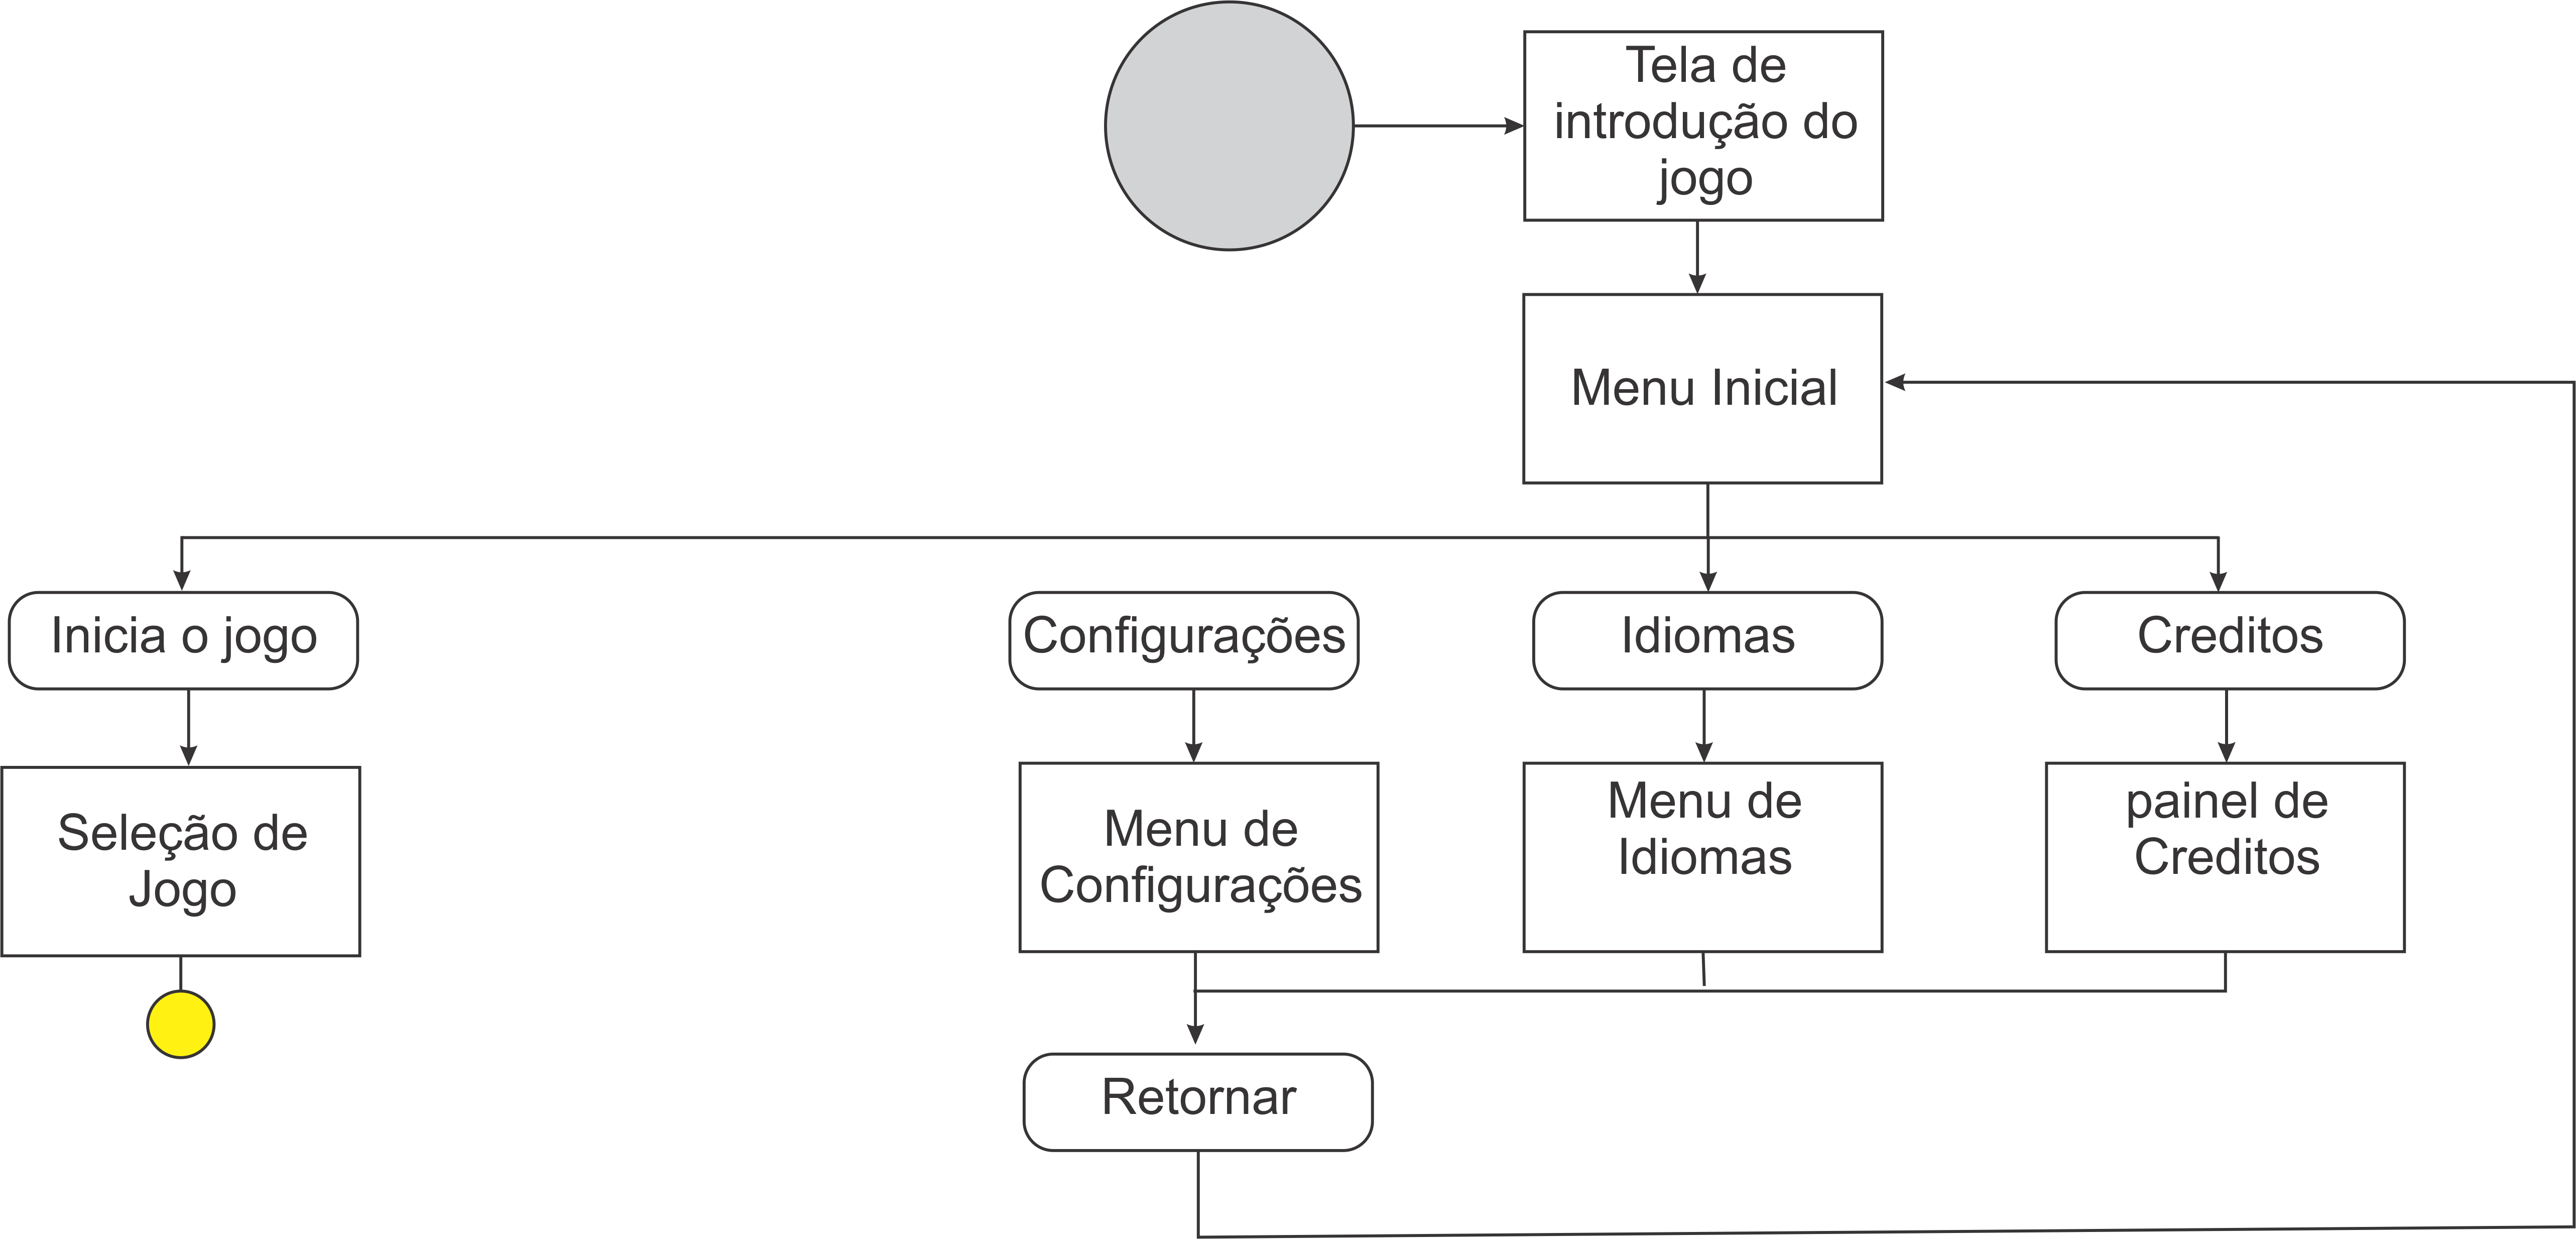 Tela de
introdução do
jogo
Menu Inicial
Inicia o jogo
Configurações
Idiomas
Creditos
Seleção de
Jogo
Menu de
Configurações
Menu de
Idiomas
painel de
Creditos
Retornar